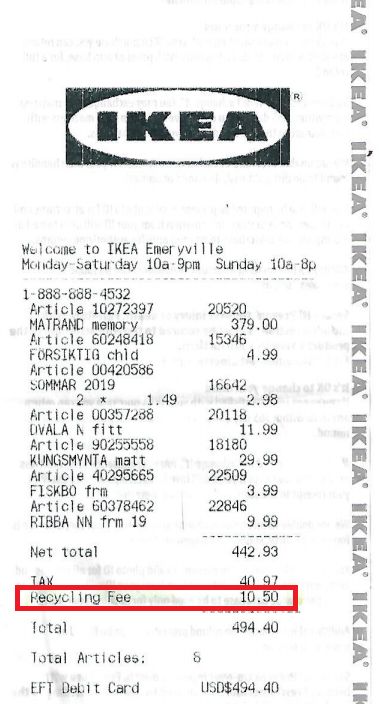 IKEA®
Welcome to IKEA Emeryville
Monday-Saturday 10a-9pm Sunday 10a-8p
1-888-888-4532
Article 10272397 20520
MATRAND memory 379.00
Article 60248418 15346
FÖRSIKTIG chld 4.99
Article 00420586
SOMMAR 2019 16642
2 * 1.49 2.98
Article 00357288 20118
DVALA N fitt 11.99
Article 90255558 18180
KUNGSMYNTA matt 29.99
Article 40295665 22509
FISKBO frm 3.99
Article 60378462 22846
RIBBA NN frm 19 9.99
Net total 442.93
TAX 40.97
Recycling Fee 10.50
Total 494.40
Total Articles: 8
EFT Debit Card USD$494.40
IKEA® IKEA® IKEA® IKEA® IKEA® IKEA® IKEA®